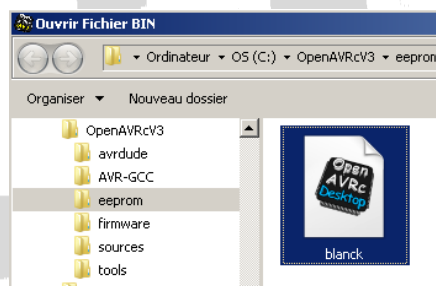 Ouvrir Fichier BIN
Ordinateur OS (C:) OpenAVRcV3 eeprom
Organiser Nouveau dossier
OpenAVRcV3
avrdude
AVR-GCC
eeprom
firmware
sources
tools
Open
AVRc
Desktop
blanck